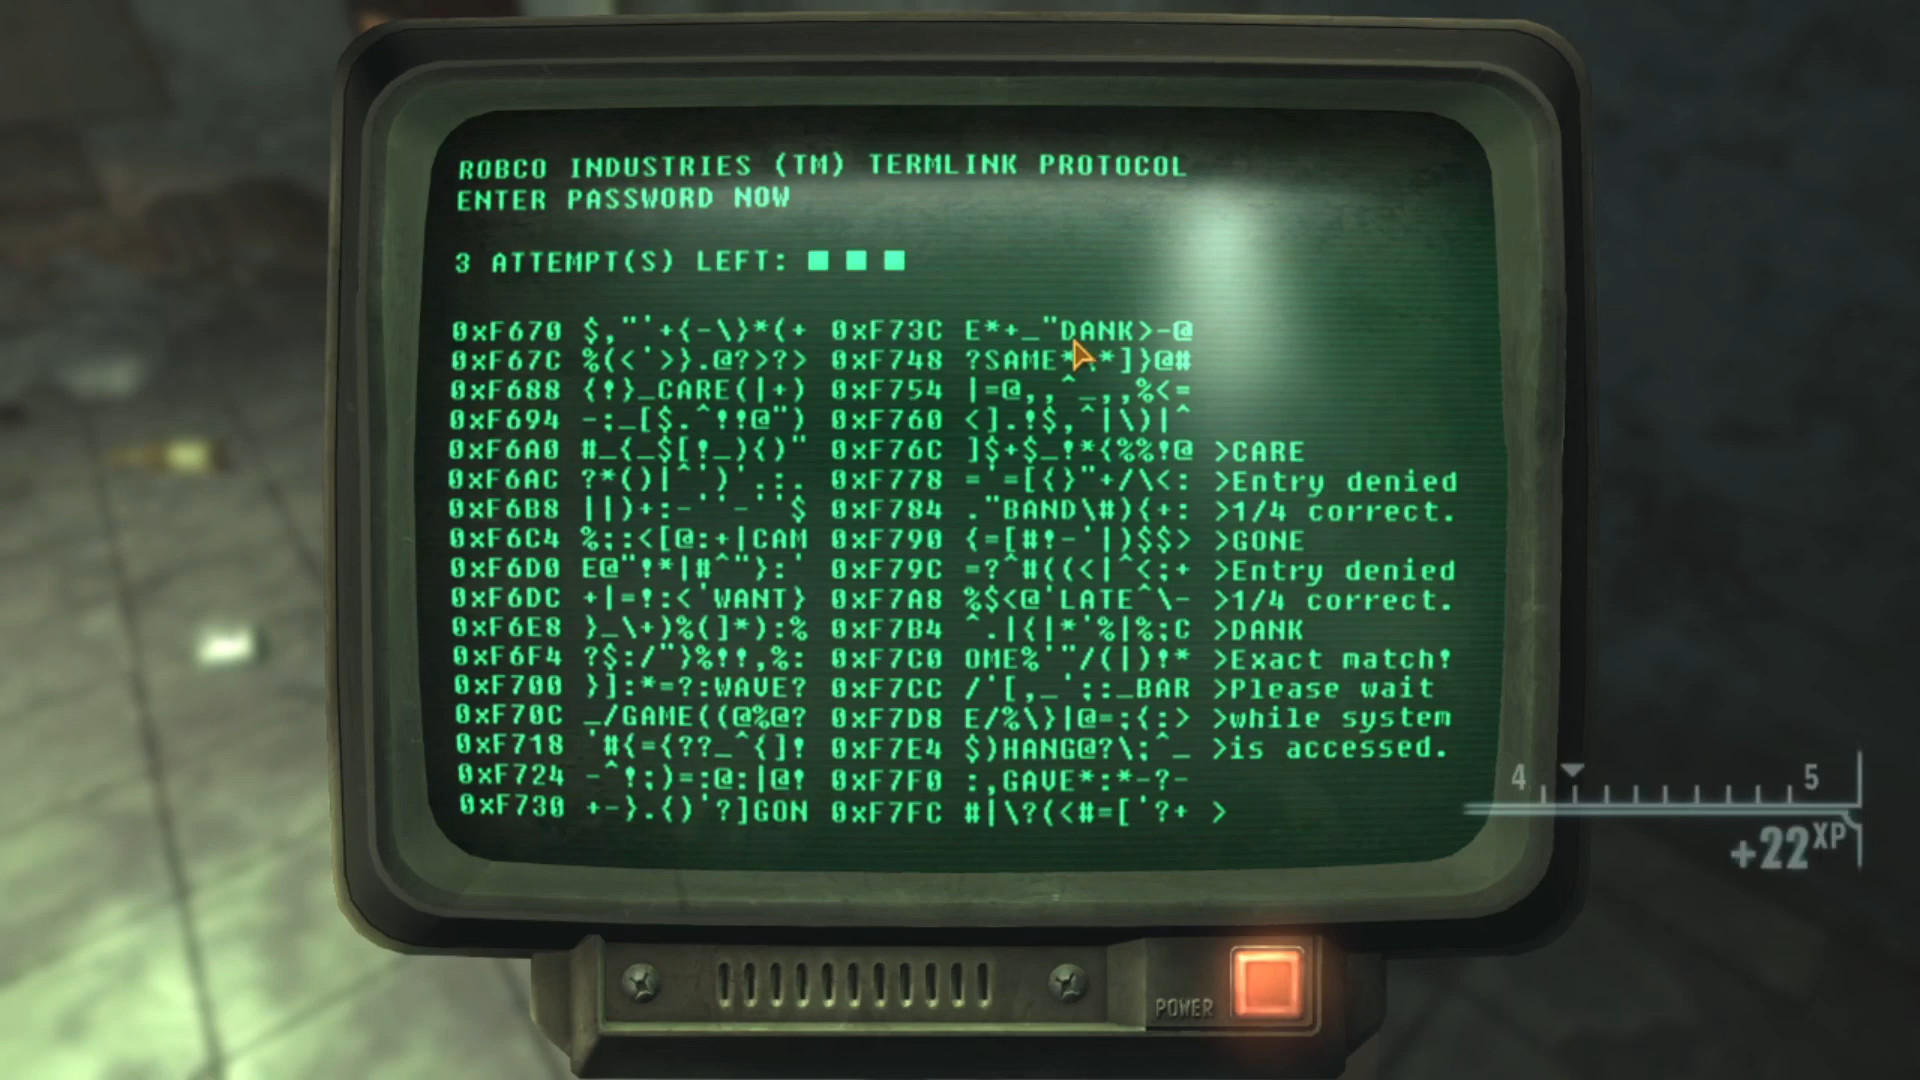 ROBCO INDUSTRIES (TM) TERMLINK PROTOCOL
ENTER PASSWORD NOW
3 ATTEMPT(S) LEFT: ■ ■ ■
0xF670 $,"'+{-\}*(+ 0xF73C E*+_"DANK>-@
0xF67C %(<'>}.@?>?> 0xF748 ?SAME*.*]}@#
0xF688 {!}_CARE(|+) 0xF754 |=@,,^_,,%<=
0xF694 -;_[$.^!!@") 0xF760 <].!$,^|\)|^
0xF6A0 #_{_$[!_){)" 0xF76C ]$+$_!*{%%!@ >CARE
0xF6AC ?*()|^')'.:. 0xF778 ='=[{}"+/\<: >Entry denied
0xF6B8 ||)+:-''-''$ 0xF784 ."BAND\#){+: >1/4 correct.
0xF6C4 %;:<[@:+|CAM 0xF790 {=[#!-'|)$$> >GONE
0xF6D0 E@"!*|#^"}:' 0xF79C =?^#((<|^<;+ >Entry denied
0xF6DC +|=!:<'WANT} 0xF7A8 %$<@'LATE^\- >1/4 correct.
0xF6E8 }_\+)%(]*):% 0xF7B4 ^.|{|*'%|%;C >DANK
0xF6F4 ?$:/"}%!!,%: 0xF7C0 OME%'"/(|)!* >Exact match!
0xF700 }]:*=?:WAVE? 0xF7CC /'[,_';:_BAR >Please wait
0xF70C _/GAME((@%@? 0xF7D8 E/%\}|@=;{:> >while system
0xF718 '#{={??_^{]! 0xF7E4 $)HANG@?\;^_ >is accessed.
0xF724 -^!;)=:@:|@! 0xF7F0 :,GAVE*:*-?-
0xF730 +-}.{)'?]GON 0xF7FC #|\?(<#=['?+ >
4 5
+22 XP
POWER